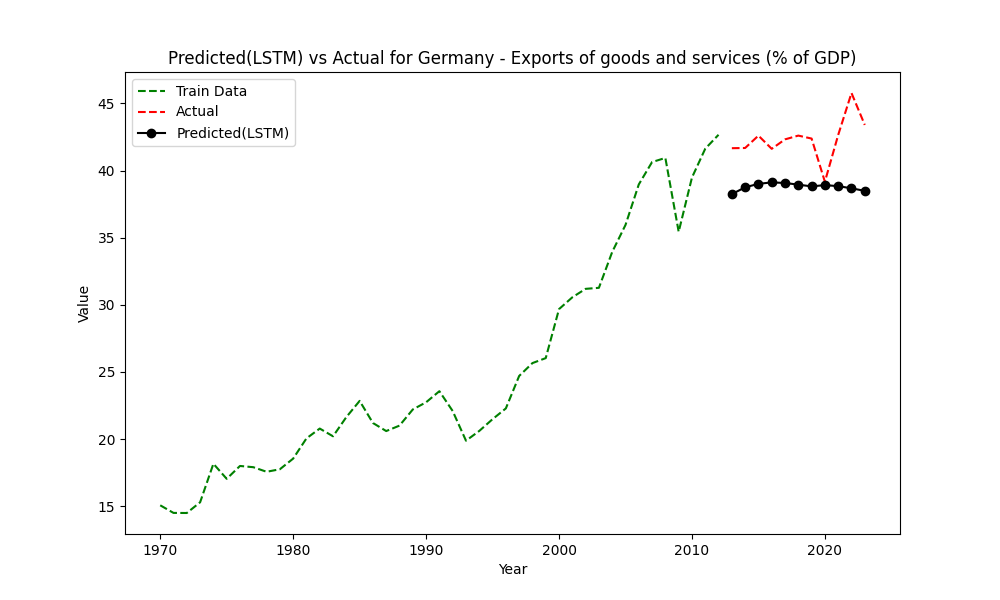 Predicted(LSTM) vs Actual for Germany - Exports of goods and services (% of GDP)
Train Data
Actual
Predicted(LSTM)
45
40
35
30
25
20
15
Value
1970 1980 1990 2000 2010 2020
Year